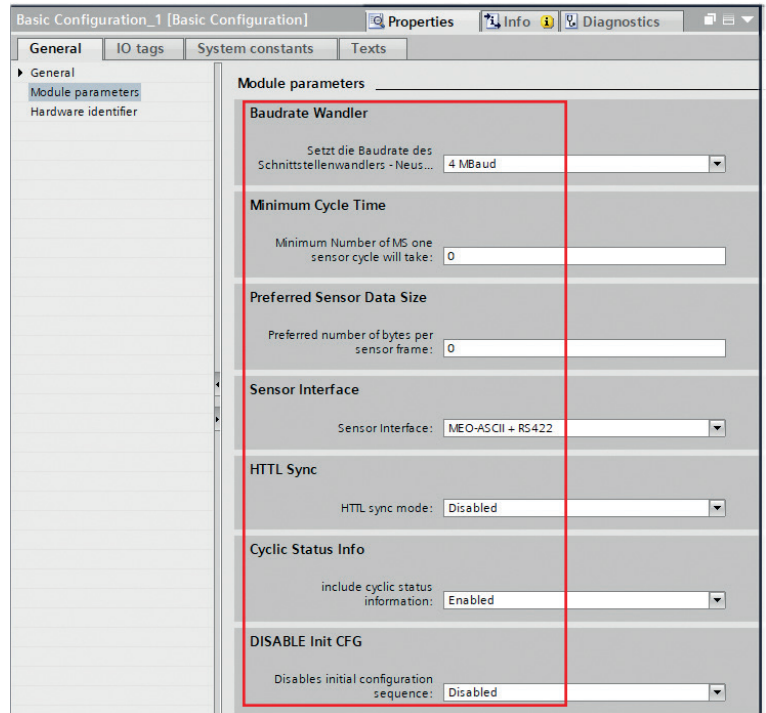 Basic Configuration_1 [Basic Configuration]
Properties
Info
Diagnostics
General
IO tags
System constants
Texts
General
Module parameters
Hardware identifier
Module parameters
Baudrate Wandler
Setzt die Baudrate des
Schnittstellenwandlers - Neus...
4 MBaud
Minimum Cycle Time
Minimum Number of MS one
sensor cycle will take:
0
Preferred Sensor Data Size
Preferred number of bytes per
sensor frame:
0
Sensor Interface
Sensor Interface:
MEO-ASCII + RS422
HTTL Sync
HTTL sync mode:
Disabled
Cyclic Status Info
include cyclic status
information:
Enabled
DISABLE Init CFG
Disables initial configuration
sequence:
Disabled